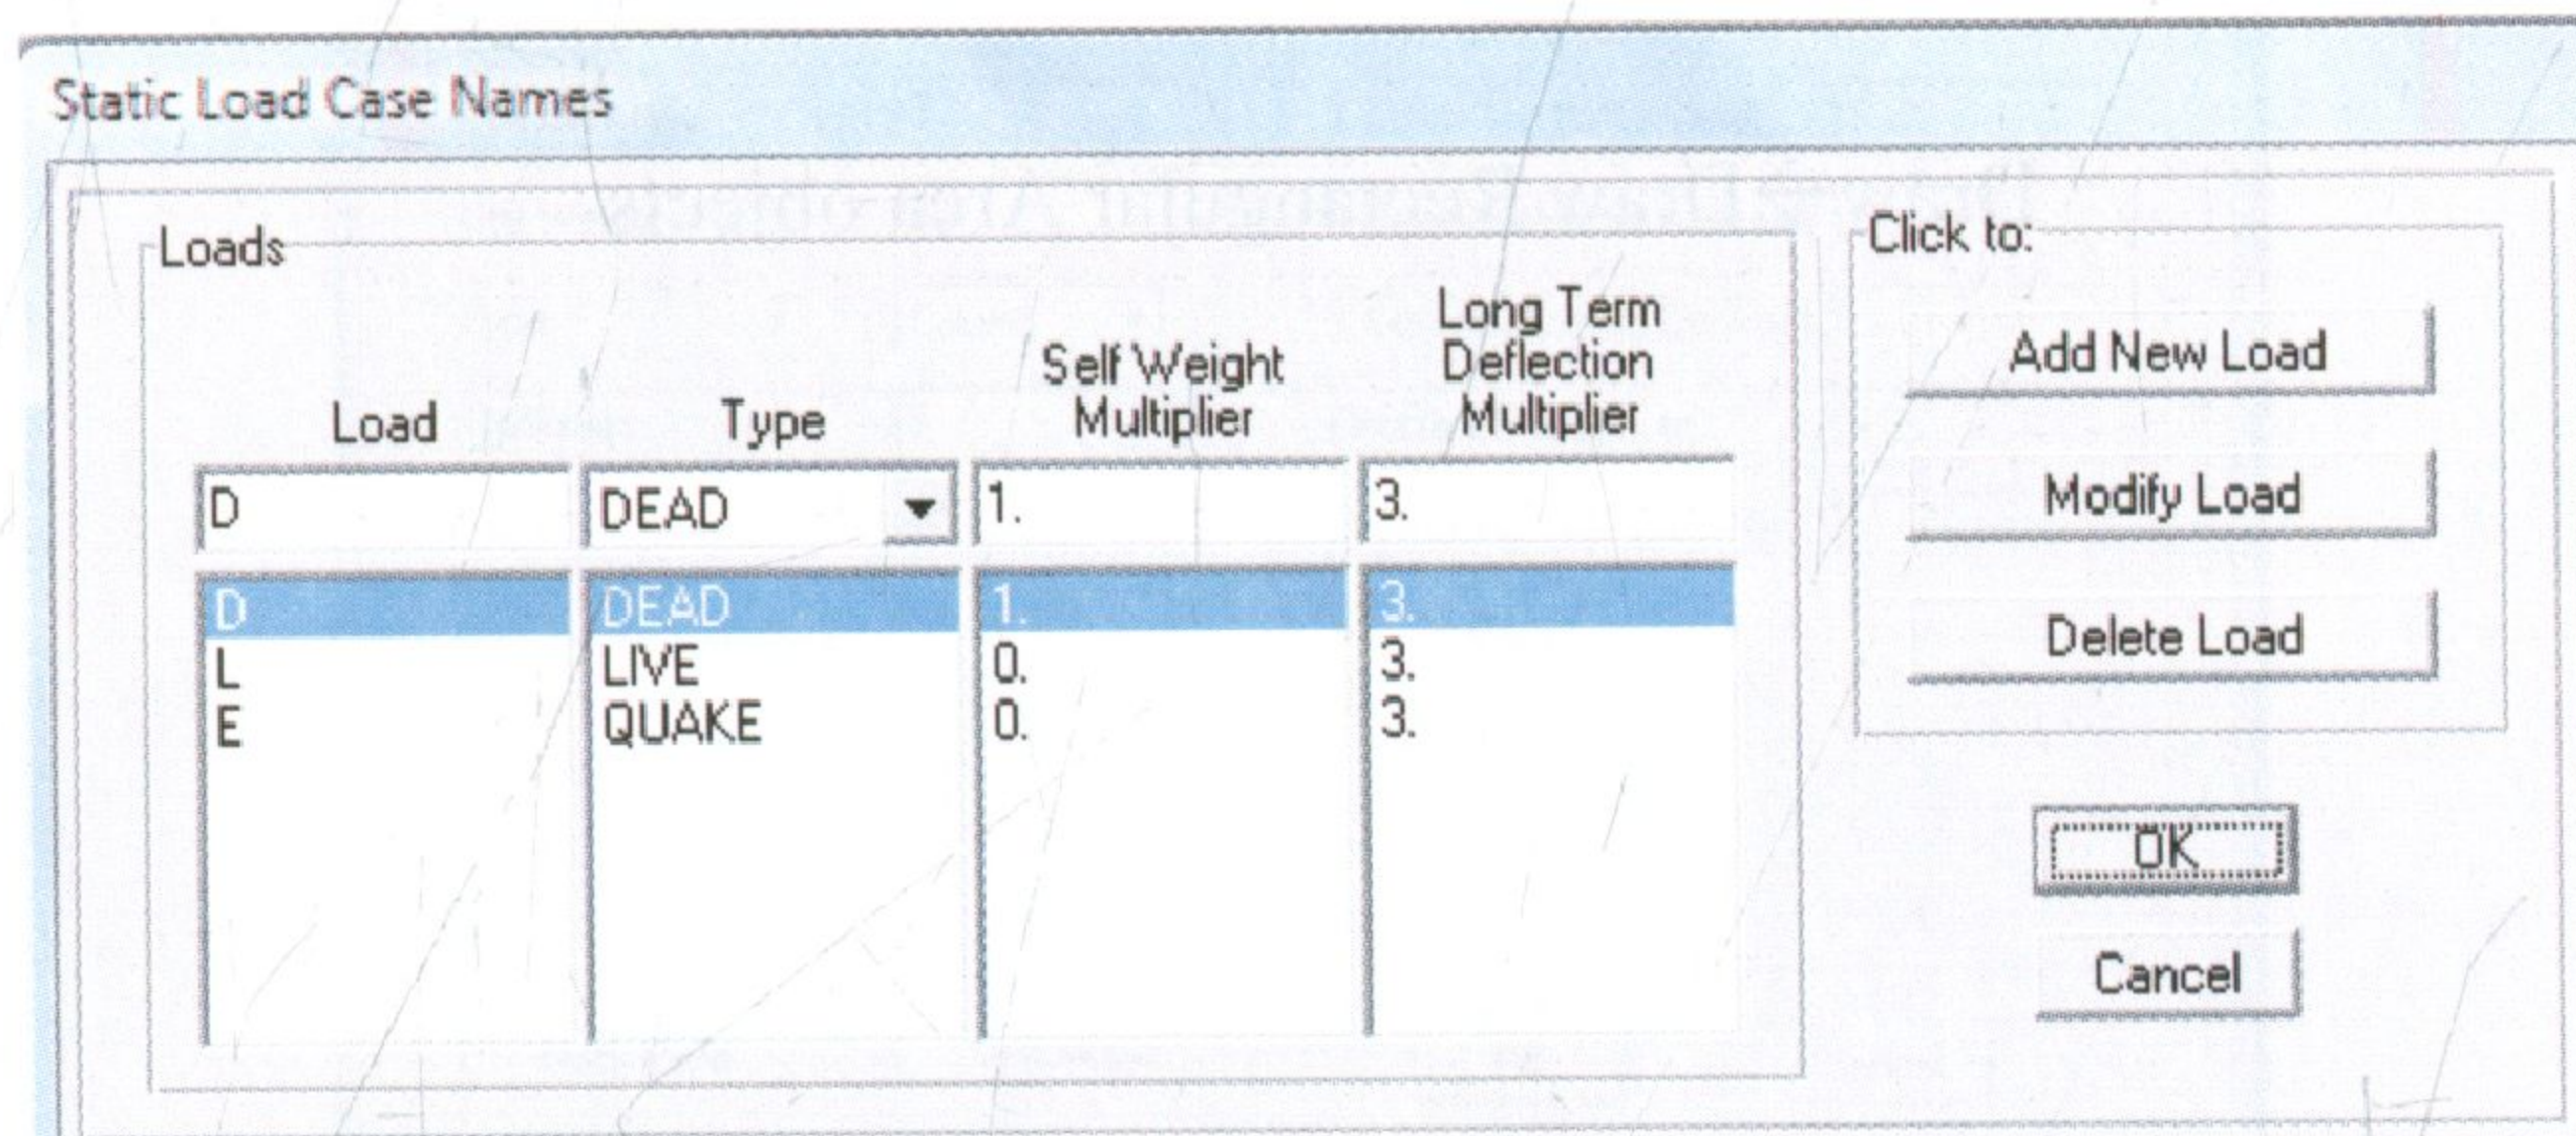 Static Load Case Names
Loads
Click to:
Load Type Self Weight Multiplier Long Term Deflection Multiplier
D DEAD 1. 3.
D DEAD 1. 3.
L LIVE 0. 3.
E QUAKE 0. 3.
Add New Load
Modify Load
Delete Load
OK
Cancel